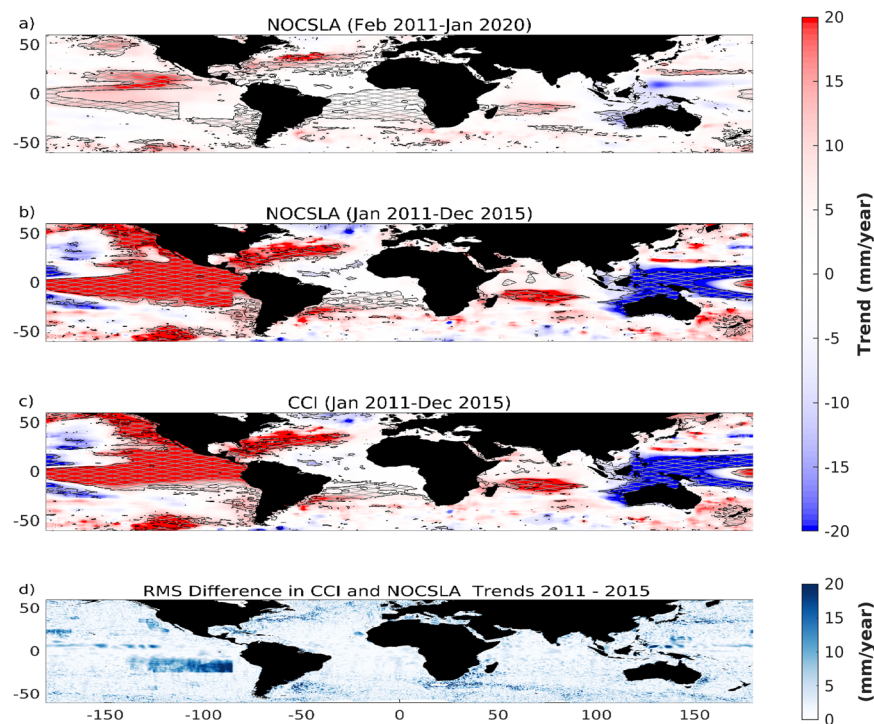 a)
NOCSLA (Feb 2011-Jan 2020)
50
0
-50
b)
NOCSLA (Jan 2011-Dec 2015)
50
0
-50
c)
CCI (Jan 2011-Dec 2015)
50
0
-50
d)
RMS Difference in CCI and NOCSLA Trends 2011 - 2015
50
0
-50
-150 -100 -50 0 50 100 150
20
15
10
5
0
-5
-10
-15
-20
Trend (mm/year)
20
15
10
5
0
(mm/year)